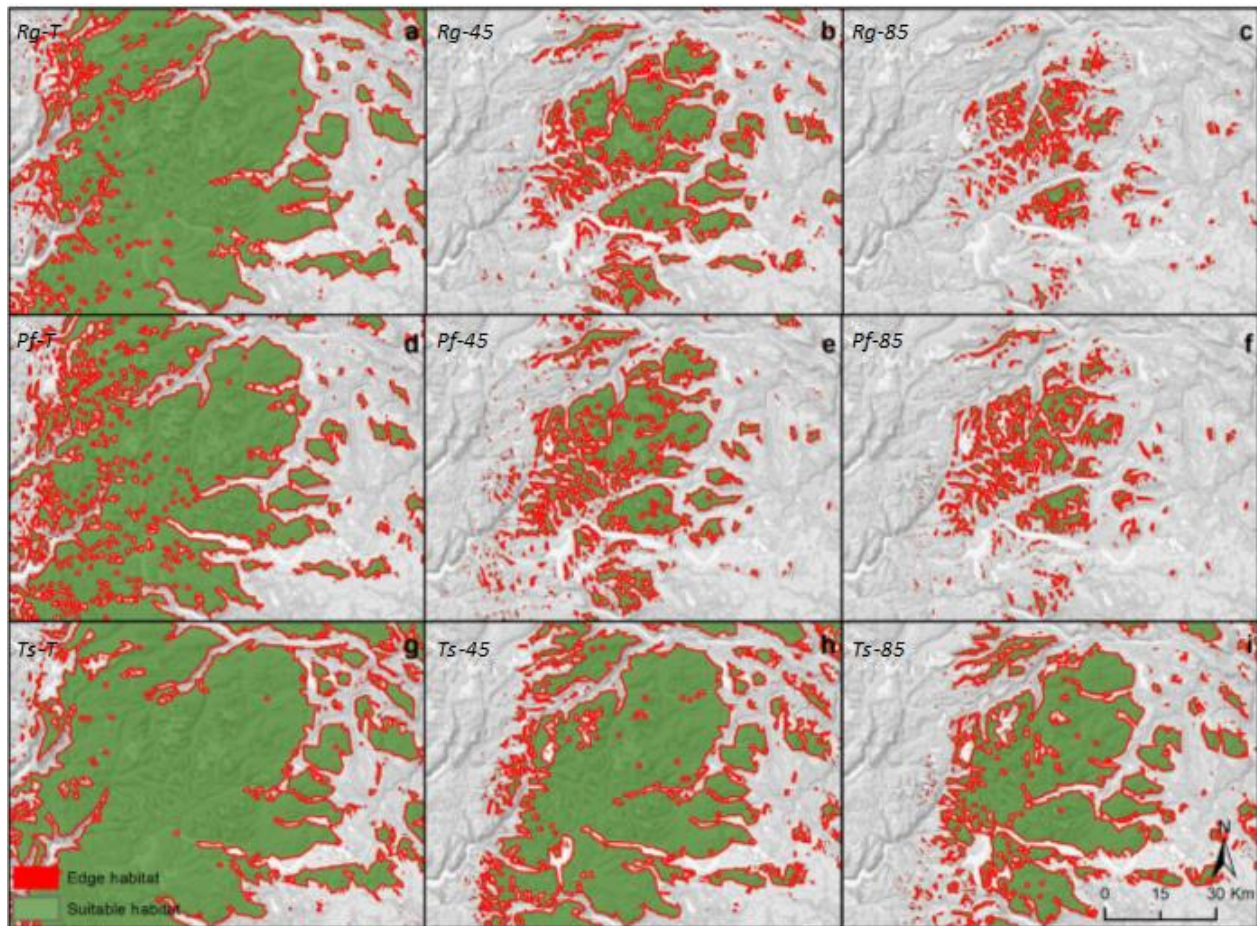 Rg-T a Rg-45 b Rg-85 c
Pf-T d Pf-45 e Pf-85 f
Ts-T g Ts-45 h Ts-85 i
N
Edge habitat
Suitable habitat
0 15 30 Km